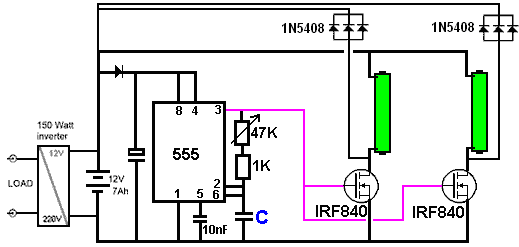 1N5408
1N5408
8 4 3
47K
150 Watt
inverter
555
12V
1K
LOAD
12V
7Ah
2
6
1 5
220V
10nF
C
IRF840
IRF840